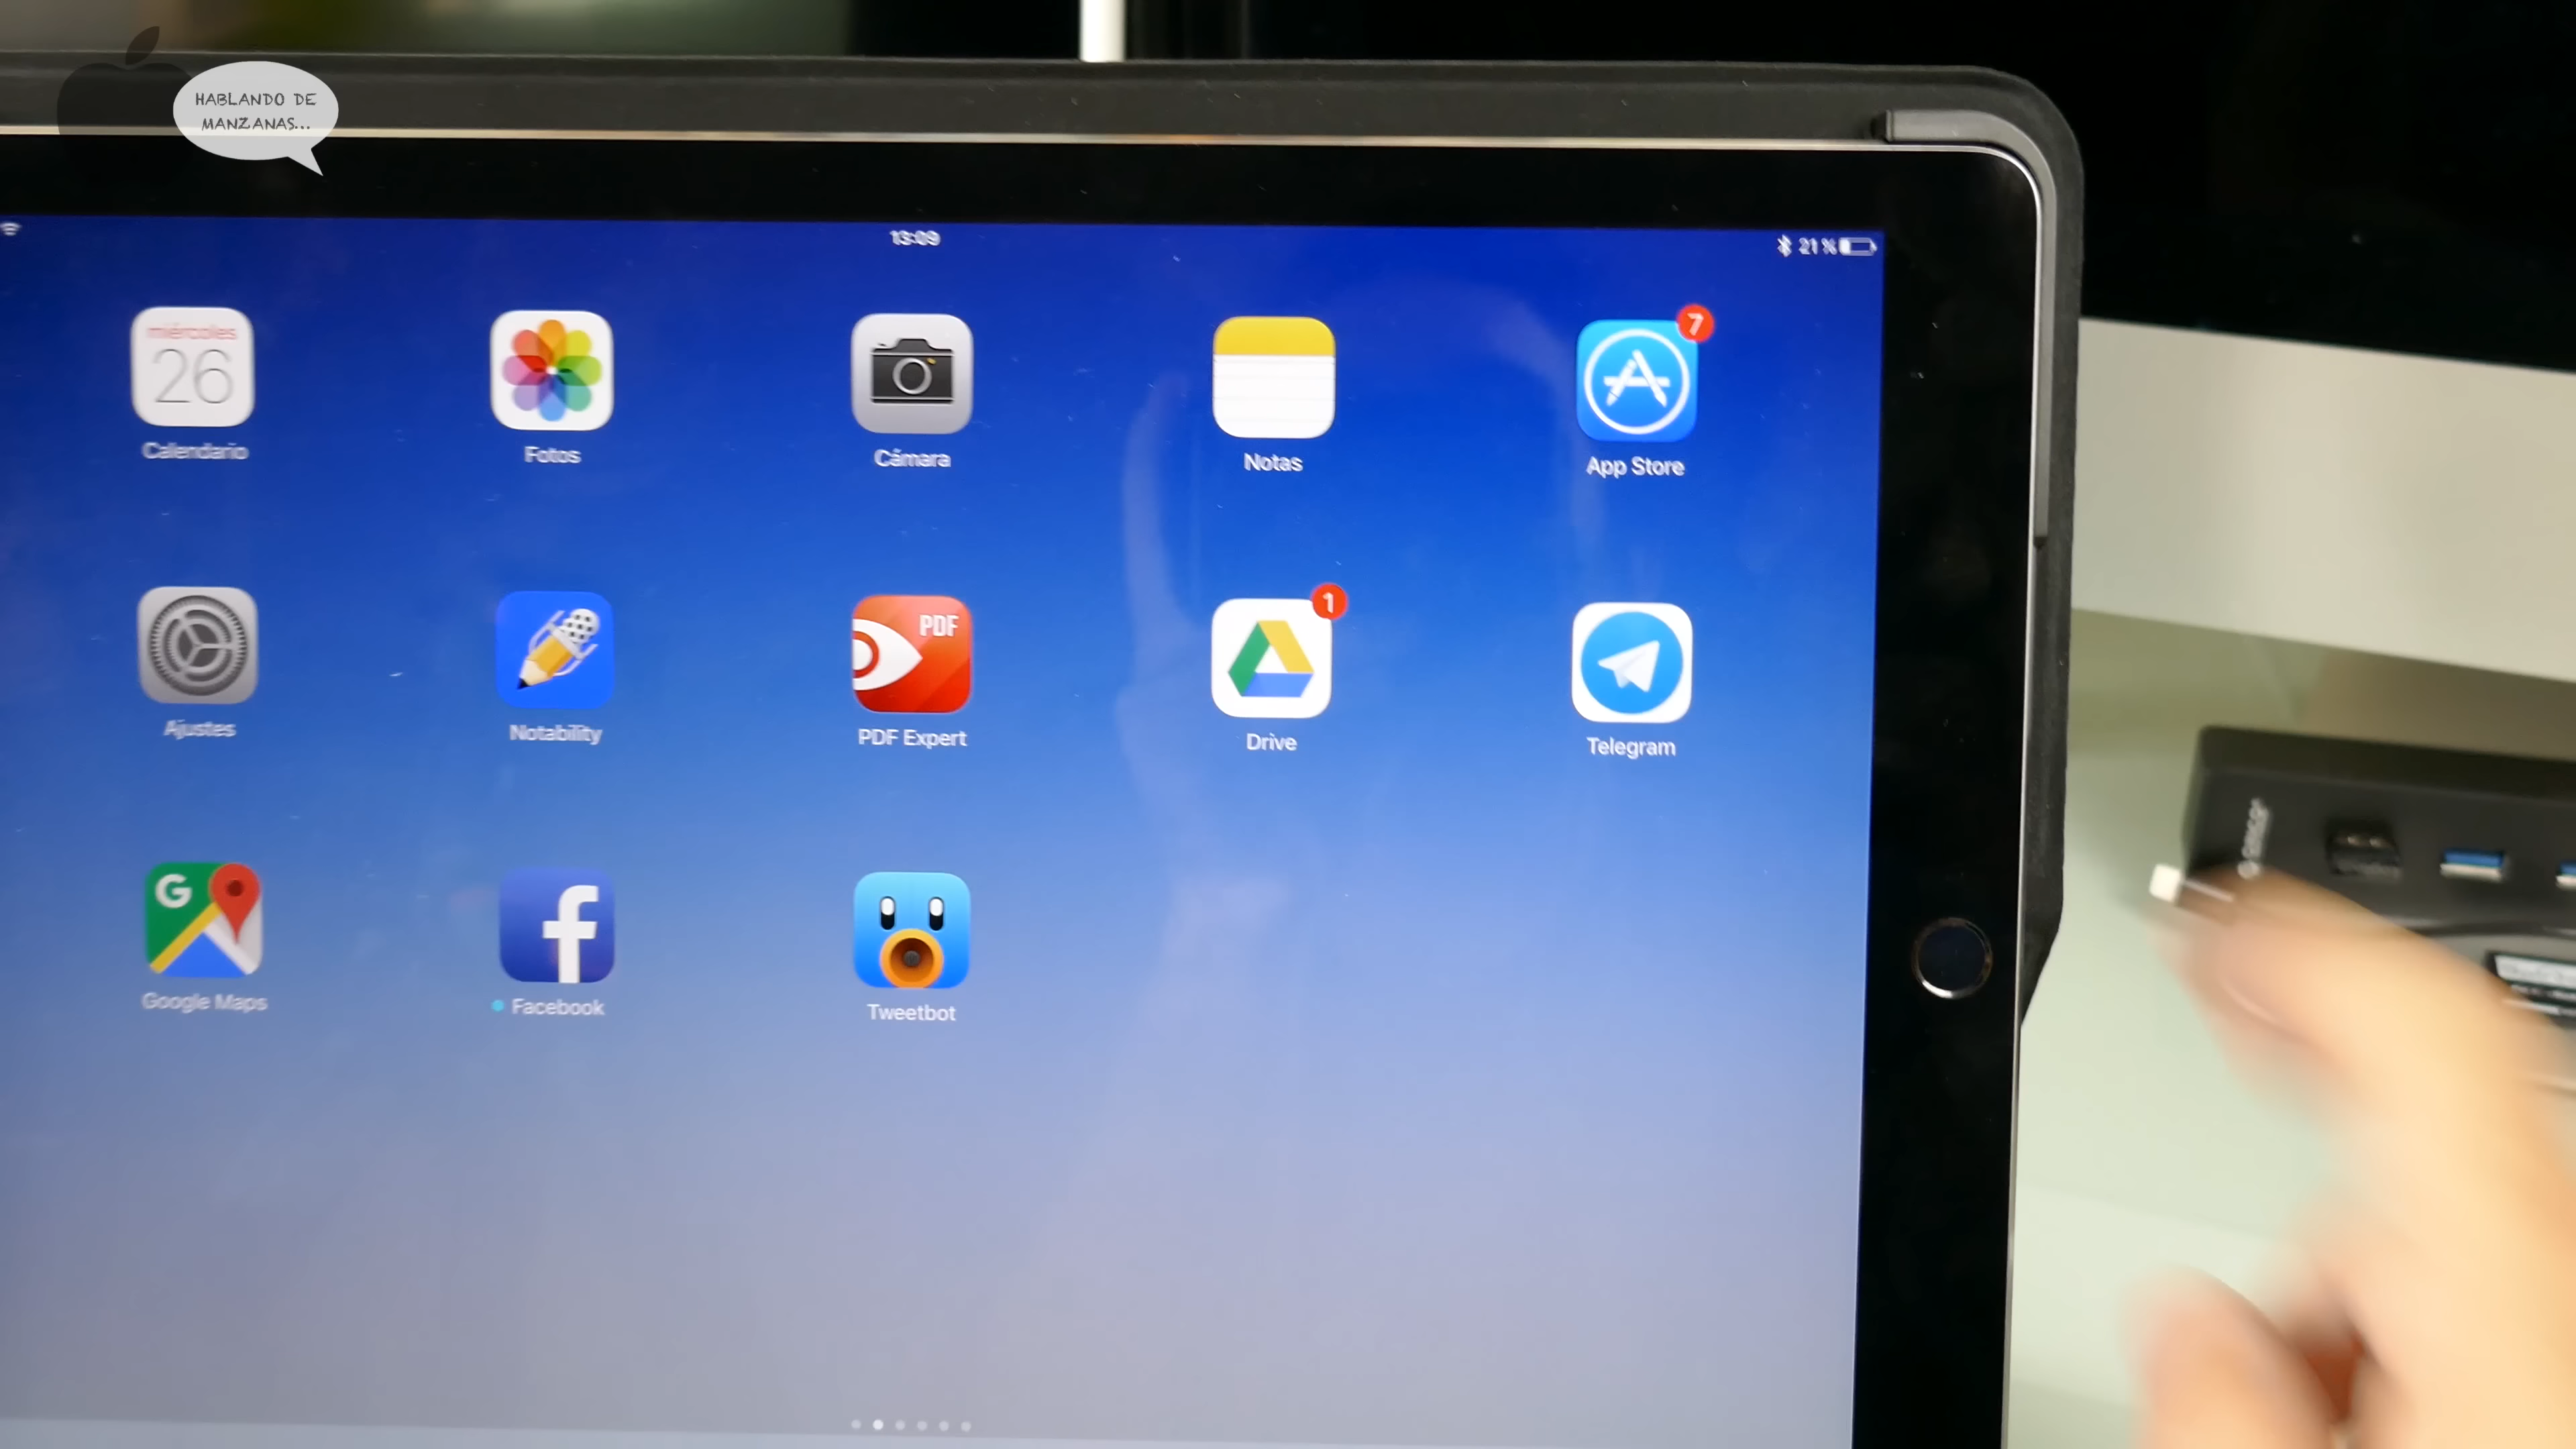 HABLANDO DE
MANZANAS...
13:09
21 %
miércoles
26
Calendario
Fotos
Cámara
Notas
7
App Store
Ajustes
Notability
PDF
PDF Expert
1
Drive
Telegram
G
Google Maps
f
Facebook
Tweetbot